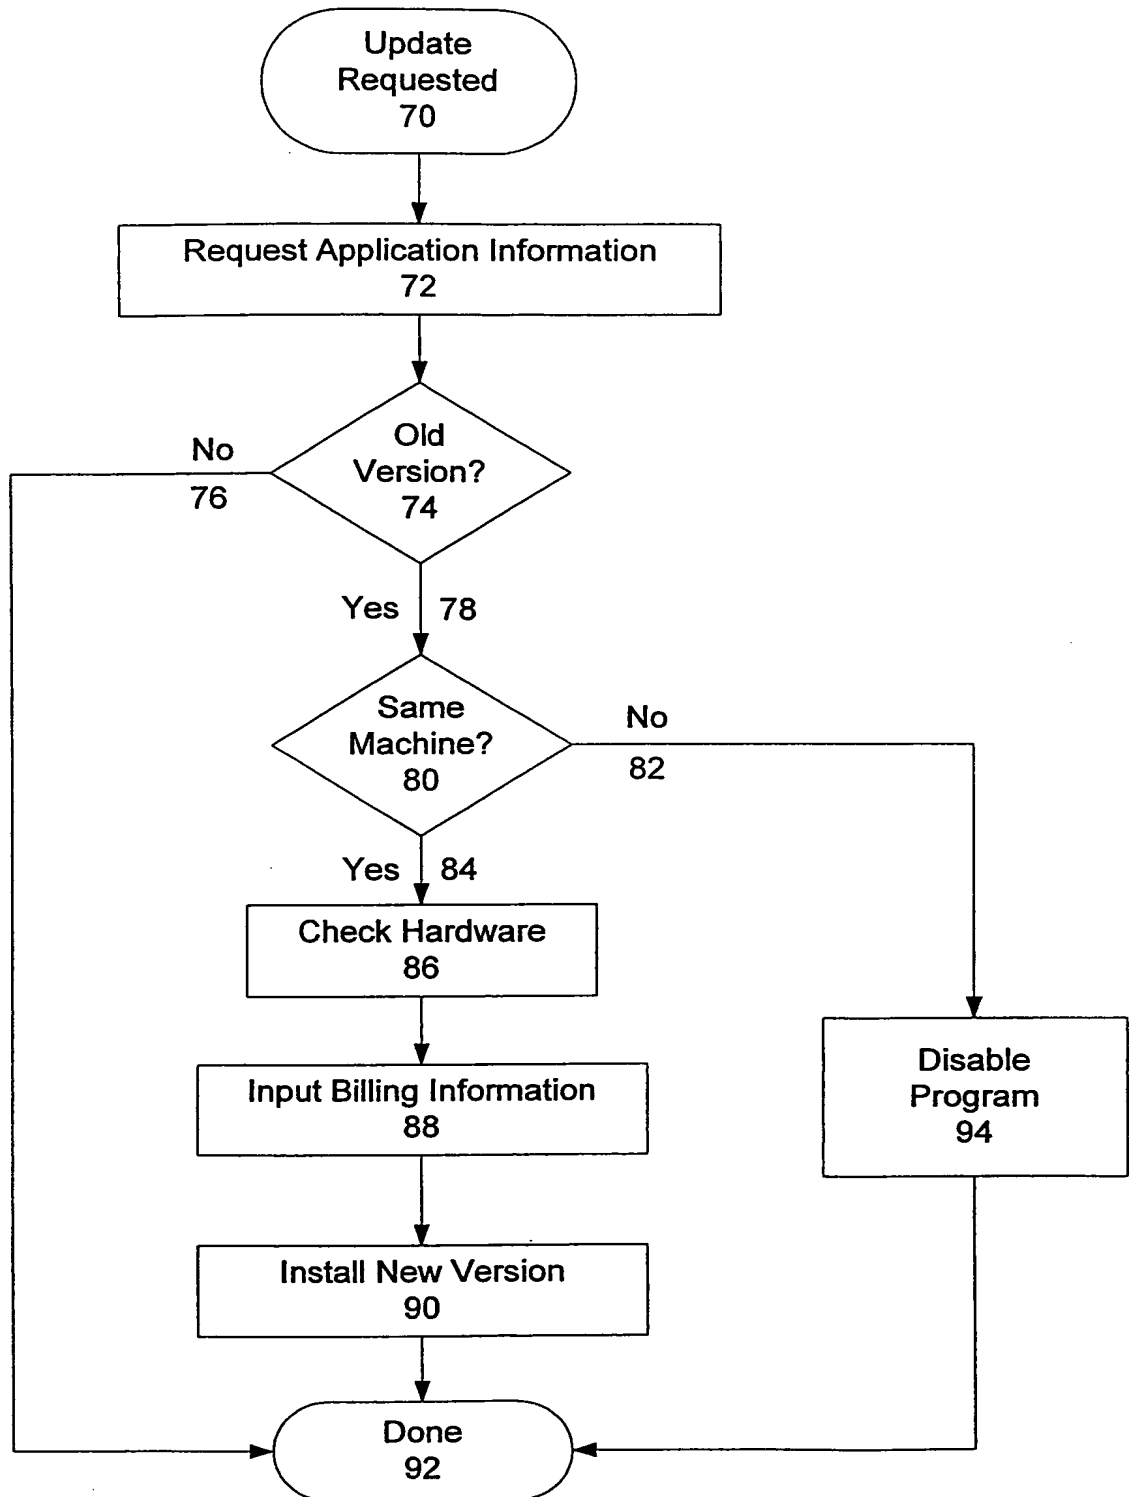 Update
Requested
70
Request Application Information
72
Old
Version?
74
No
76
Yes 78
Same
Machine?
80
No
82
Yes 84
Check Hardware
86
Input Billing Information
88
Disable
Program
94
Install New Version
90
Done
92